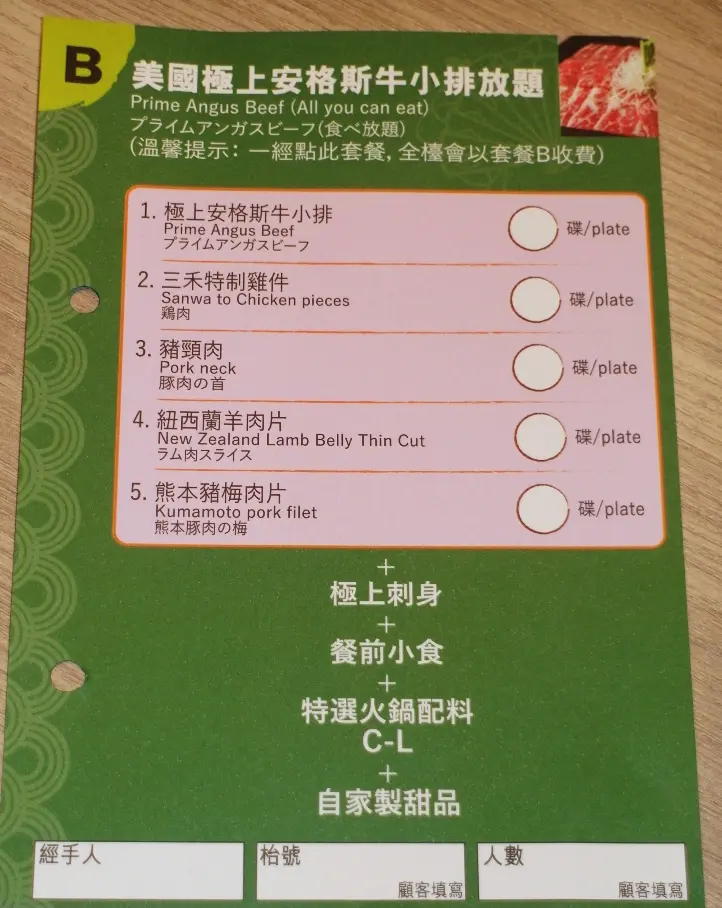 B
美國極上安格斯牛小排放題
Prime Angus Beef (All you can eat)
プライムアンガスビーフ(食べ放題)
(溫馨提示：一經點此套餐, 全檯會以套餐B收費)
1. 極上安格斯牛小排
Prime Angus Beef
プライムアンガスビーフ
碟/plate
2. 三禾特制雞件
Sanwa to Chicken pieces
鶏肉
碟/plate
3. 豬頸肉
Pork neck
豚肉の首
碟/plate
4. 紐西蘭羊肉片
New Zealand Lamb Belly Thin Cut
ラム肉スライス
碟/plate
5. 熊本豬梅肉片
Kumamoto pork filet
熊本豚肉の梅
碟/plate
+
極上刺身
+
餐前小食
+
特選火鍋配料
C-L
+
自家製甜品
經手人
枱號
顧客填寫
人數
顧客填寫